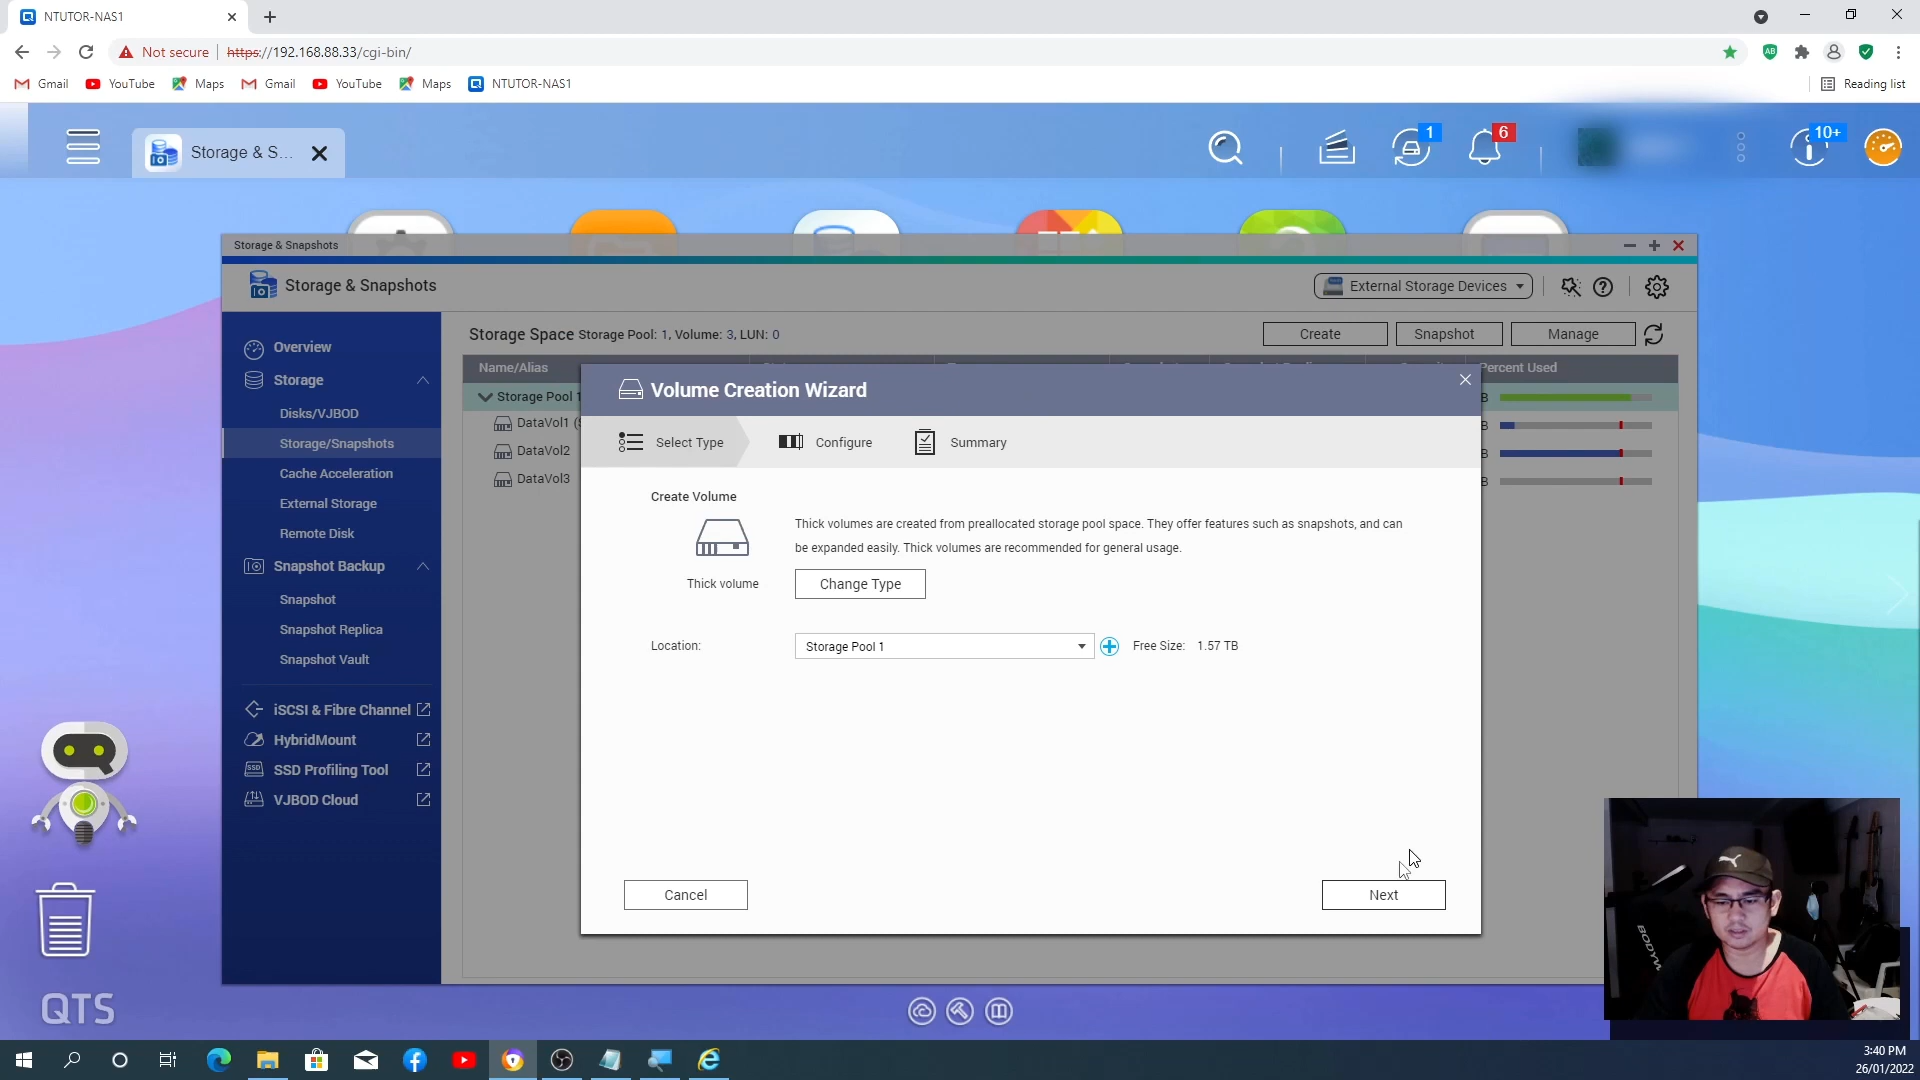 NTUTOR-NAS1
Not secure https://192.168.88.33/cgi-bin/
AB
Gmail YouTube Maps Gmail YouTube Maps NTUTOR-NAS1 Reading list
Storage & S... 1 6 10+
Storage & Snapshots
Storage & Snapshots External Storage Devices
Overview
Storage
Disks/VJBOD
Storage/Snapshots
Cache Acceleration
External Storage
Remote Disk
Snapshot Backup
Snapshot
Snapshot Replica
Snapshot Vault
iSCSI & Fibre Channel
HybridMount
SSD Profiling Tool
VJBOD Cloud
Storage Space Storage Pool: 1, Volume: 3, LUN: 0 Create Snapshot Manage
Name/Alias Percent Used
Storage Pool 1 B
DataVol1 (S B
DataVol2 B
DataVol3 B
Volume Creation Wizard
Select Type Configure Summary
Create Volume
Thick volumes are created from preallocated storage pool space. They offer features such as snapshots, and can
be expanded easily. Thick volumes are recommended for general usage.
Thick volume Change Type
Location: Storage Pool 1 Free Size: 1.57 TB
Cancel Next
QTS
3:40 PM
26/01/2022